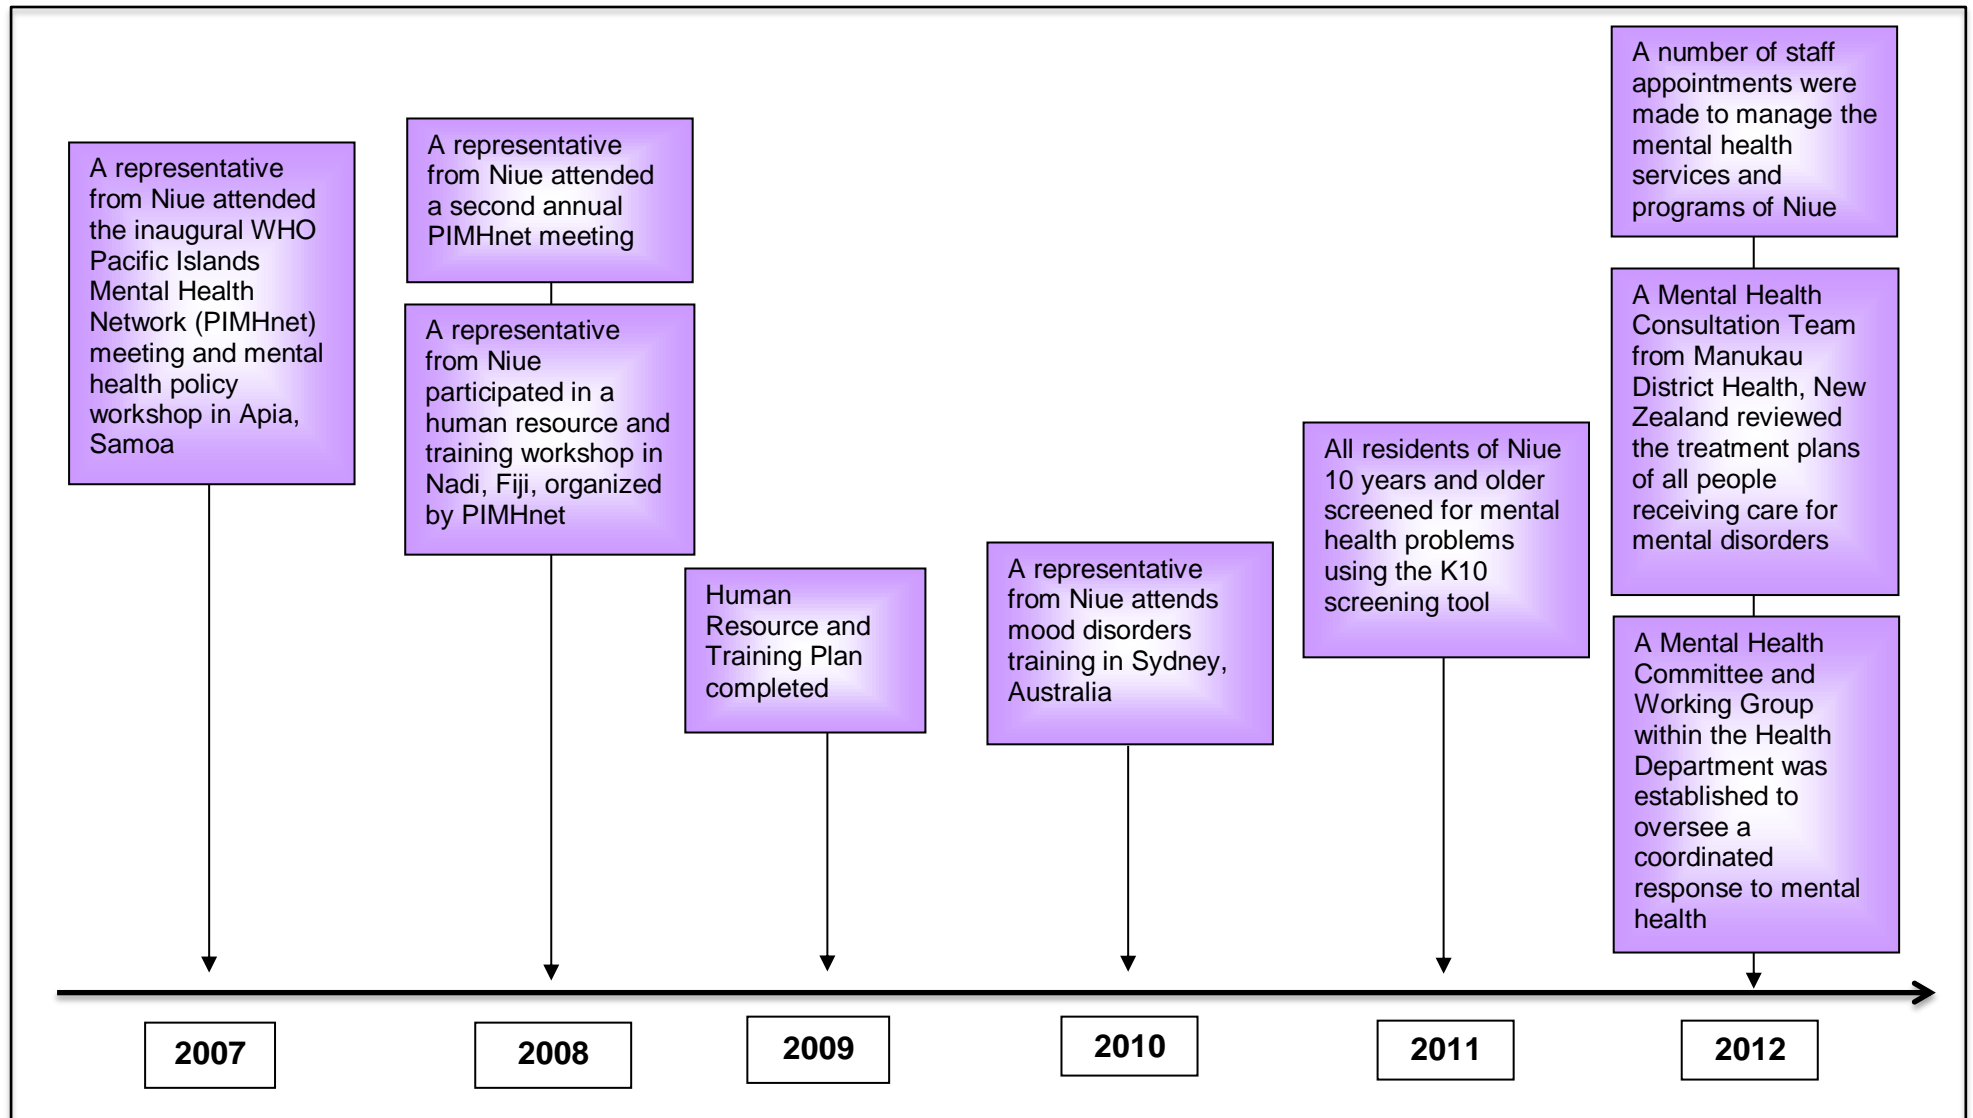 A representative
from Niue attended
the inaugural WHO
Pacific Islands
Mental Health
Network (PIMHnet)
meeting and mental
health policy
workshop in Apia,
Samoa
A representative
from Niue attended
a second annual
PIMHnet meeting
A representative
from Niue
participated in a
human resource and
training workshop in
Nadi, Fiji, organized
by PIMHnet
Human
Resource and
Training Plan
completed
A representative
from Niue attends
mood disorders
training in Sydney,
Australia
All residents of Niue
10 years and older
screened for mental
health problems
using the K10
screening tool
A number of staff
appointments were
made to manage the
mental health
services and
programs of Niue
A Mental Health
Consultation Team
from Manukau
District Health, New
Zealand reviewed
the treatment plans
of all people
receiving care for
mental disorders
A Mental Health
Committee and
Working Group
within the Health
Department was
established to
oversee a
coordinated
response to mental
health
2007
2008
2009
2010
2011
2012